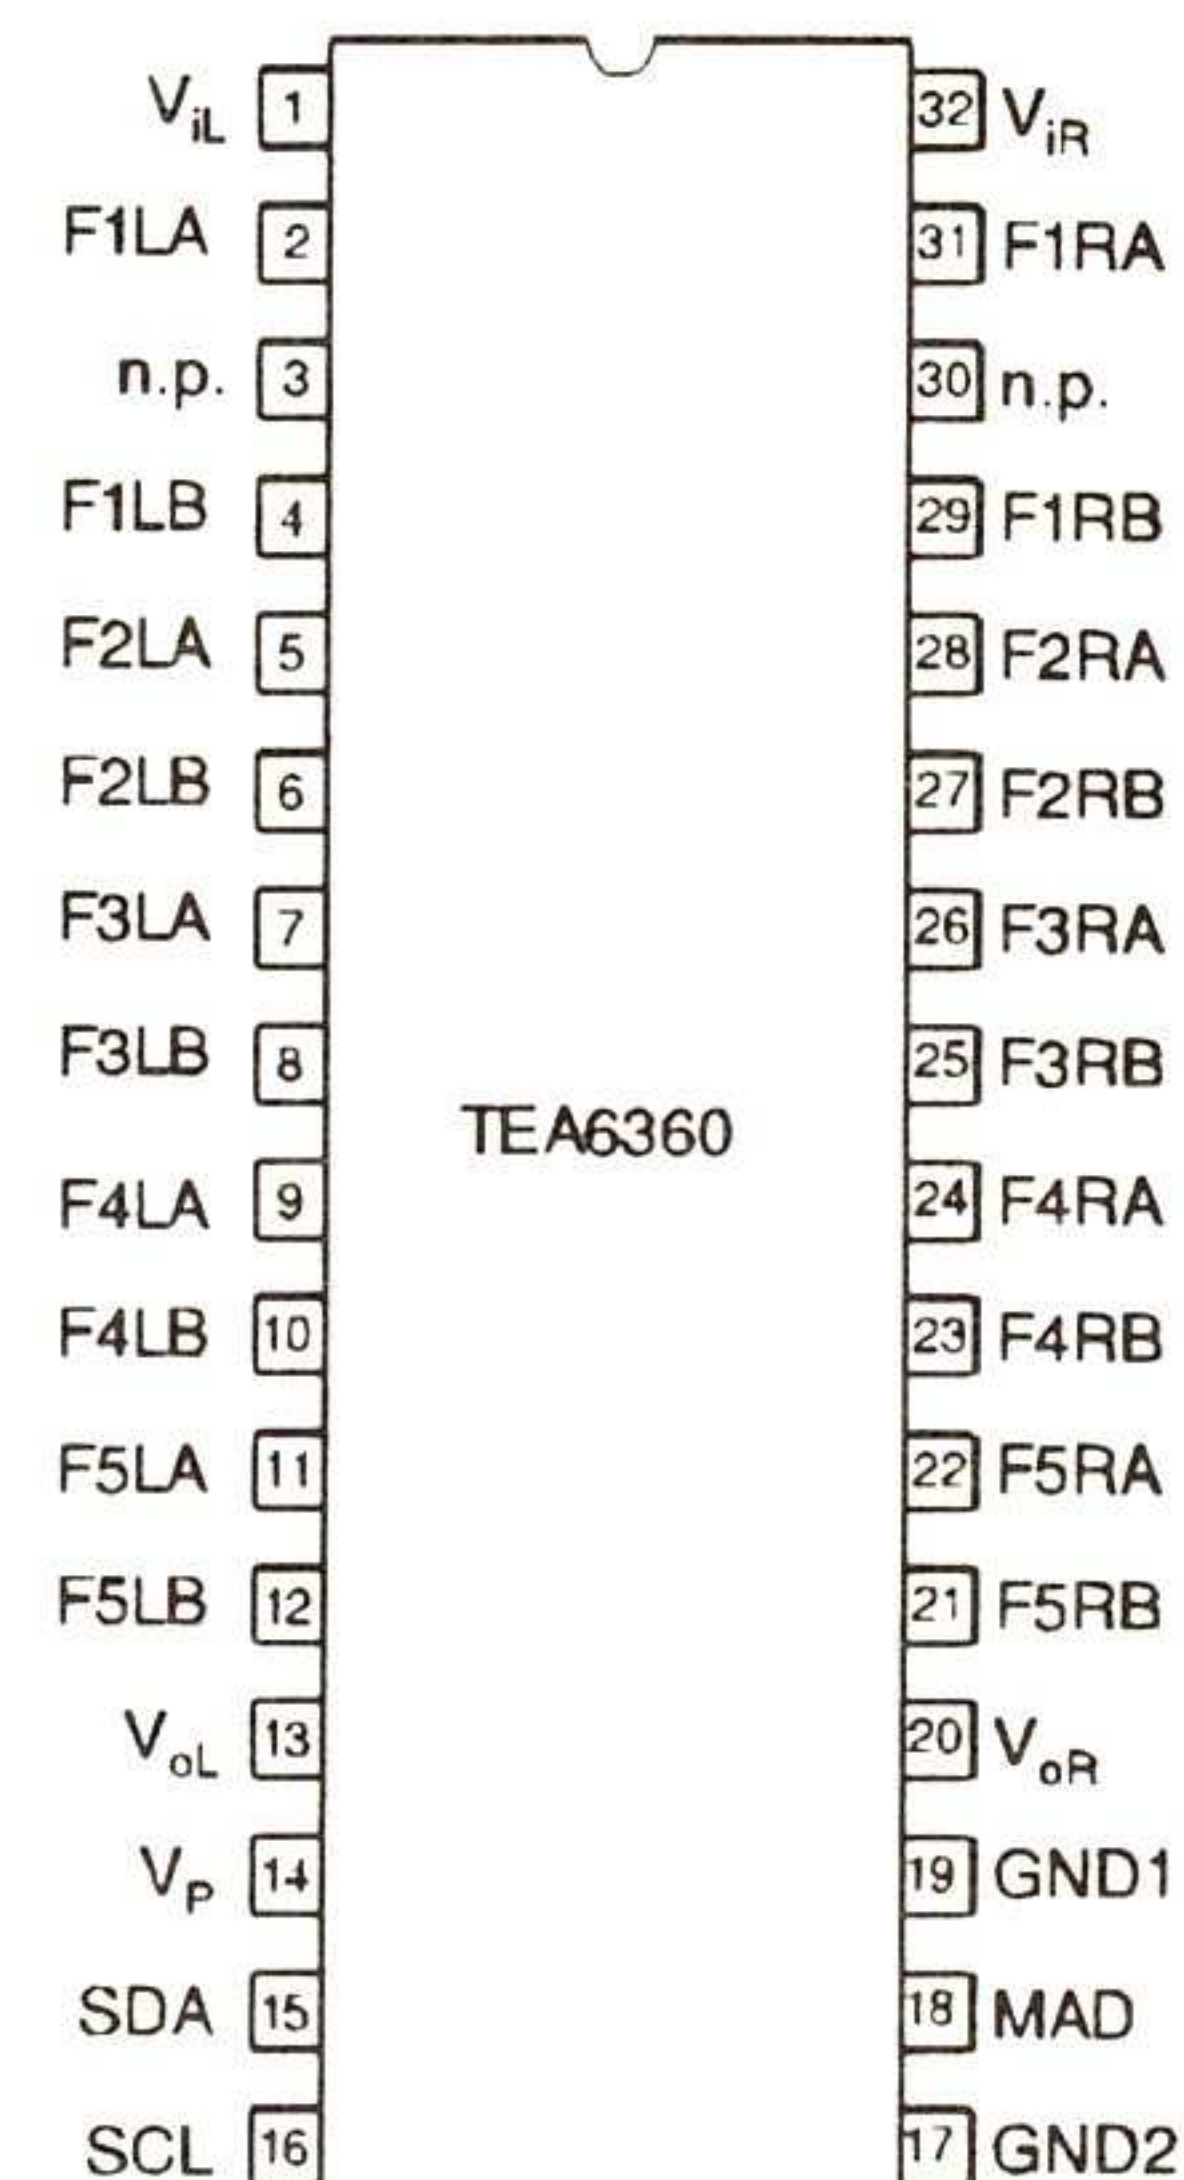 ViL 1 32 ViR
F1LA 2 31 F1RA
n.p. 3 30 n.p.
F1LB 4 29 F1RB
F2LA 5 28 F2RA
F2LB 6 27 F2RB
F3LA 7 26 F3RA
F3LB 8 25 F3RB
TEA6360
F4LA 9 24 F4RA
F4LB 10 23 F4RB
F5LA 11 22 F5RA
F5LB 12 21 F5RB
VoL 13 20 VoR
VP 14 19 GND1
SDA 15 18 MAD
SCL 16 17 GND2